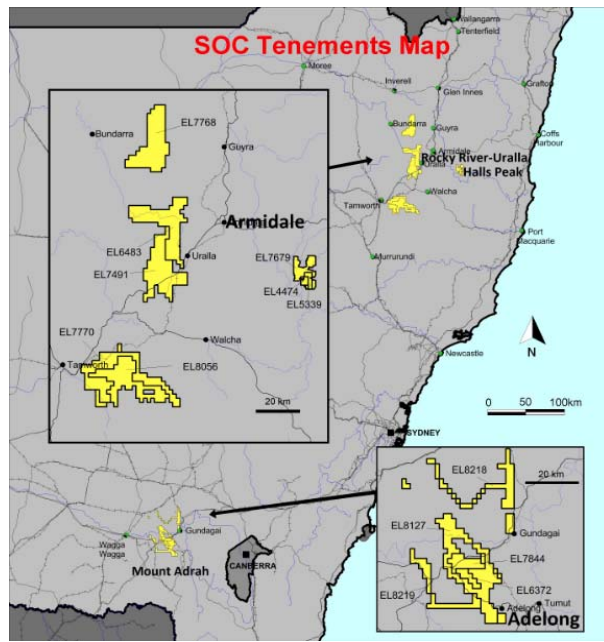 SOC Tenements Map
Wallangarra
Tenterfield
Moree
Inverell
Glen Innes
Grafton
Bundarra
Guyra
Coffs
Harbour
Armidale
Rocky River-Uralla
Uralla
Halls Peak
Walcha
Tamworth
Port
Macquarie
Murrurundi
N
Newcastle
0 50 100km
SYDNEY
EL7768
Bundarra
Guyra
Armidale
EL6483
Uralla
EL7491
EL7679
EL4474
EL5339
EL7770
Walcha
Tamworth
EL8056
20 km
Gundagai
Wagga
Wagga
Mount Adrah
CANBERRA
EL8218
20 km
EL8127
Gundagai
EL7844
EL8219
EL6372
Tumut
Adelong
Adelong